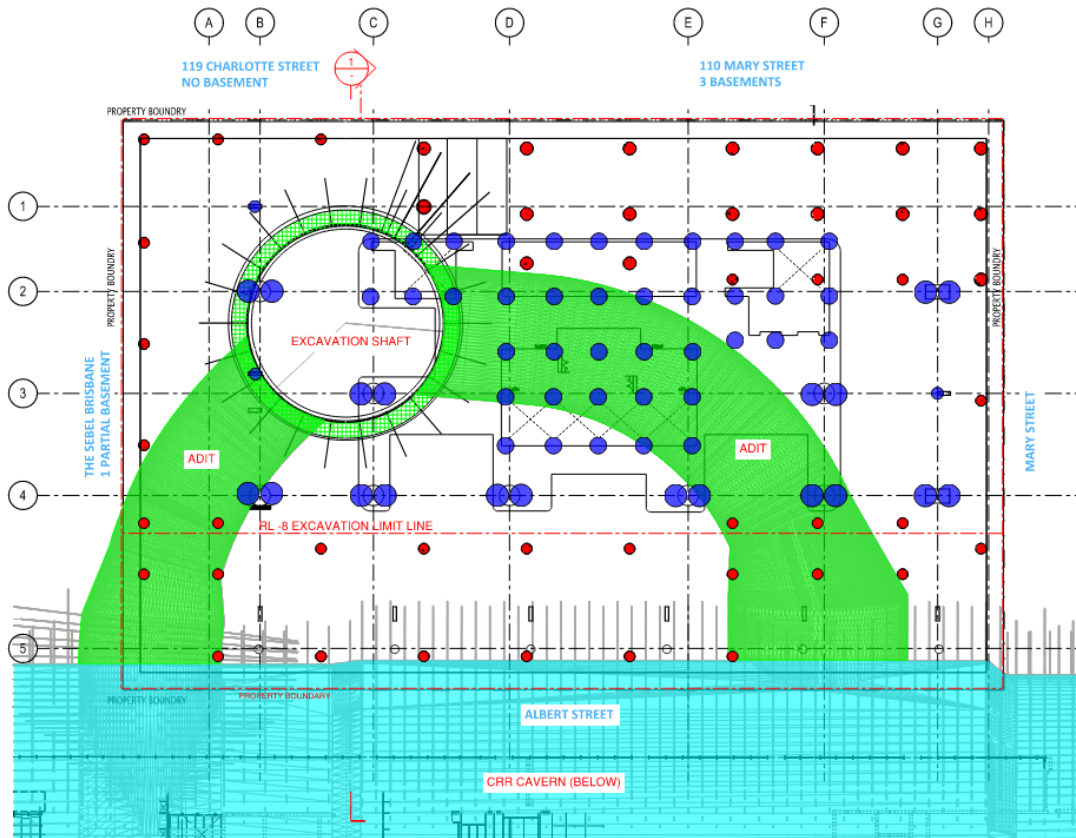 A B C D E F G H
119 CHARLOTTE STREET
NO BASEMENT
1
-
110 MARY STREET
3 BASEMENTS
PROPERTY BOUNDRY
1
PROPERTY BOUNDRY
PROPERTY BOUNDRY
2
EXCAVATION SHAFT
3
THE SEBEL BRISBANE
1 PARTIAL BASEMENT
MARY STREET
ADIT
ADIT
4
RL -8 EXCAVATION LIMIT LINE
5
PROPERTY BOUNDRY
PROPERTY BOUNDARY
ALBERT STREET
CRR CAVERN (BELOW)